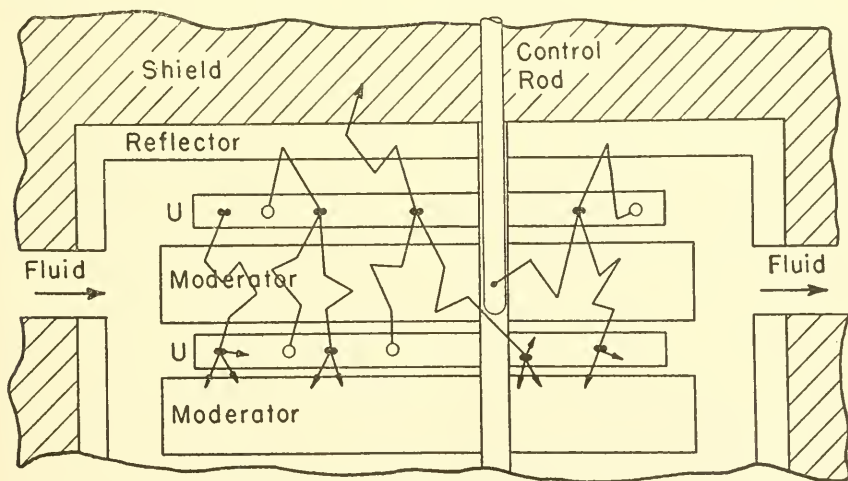 Shield
Control
Rod
Reflector
U
Fluid
Moderator
Fluid
U
Moderator